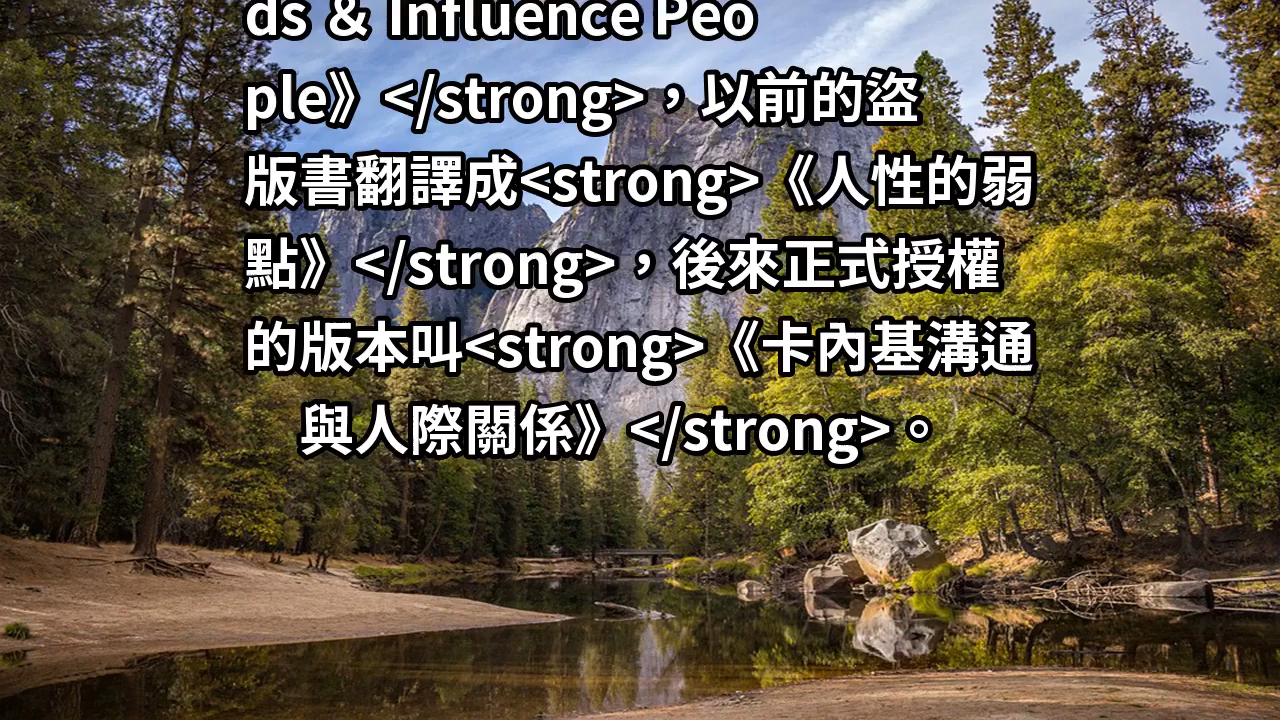 ds & Influence Peo
ple》</strong>，以前的盜
版書翻譯成<strong>《人性的弱
點》</strong>，後來正式授權
的版本叫<strong>《卡內基溝通
與人際關係》</strong>。